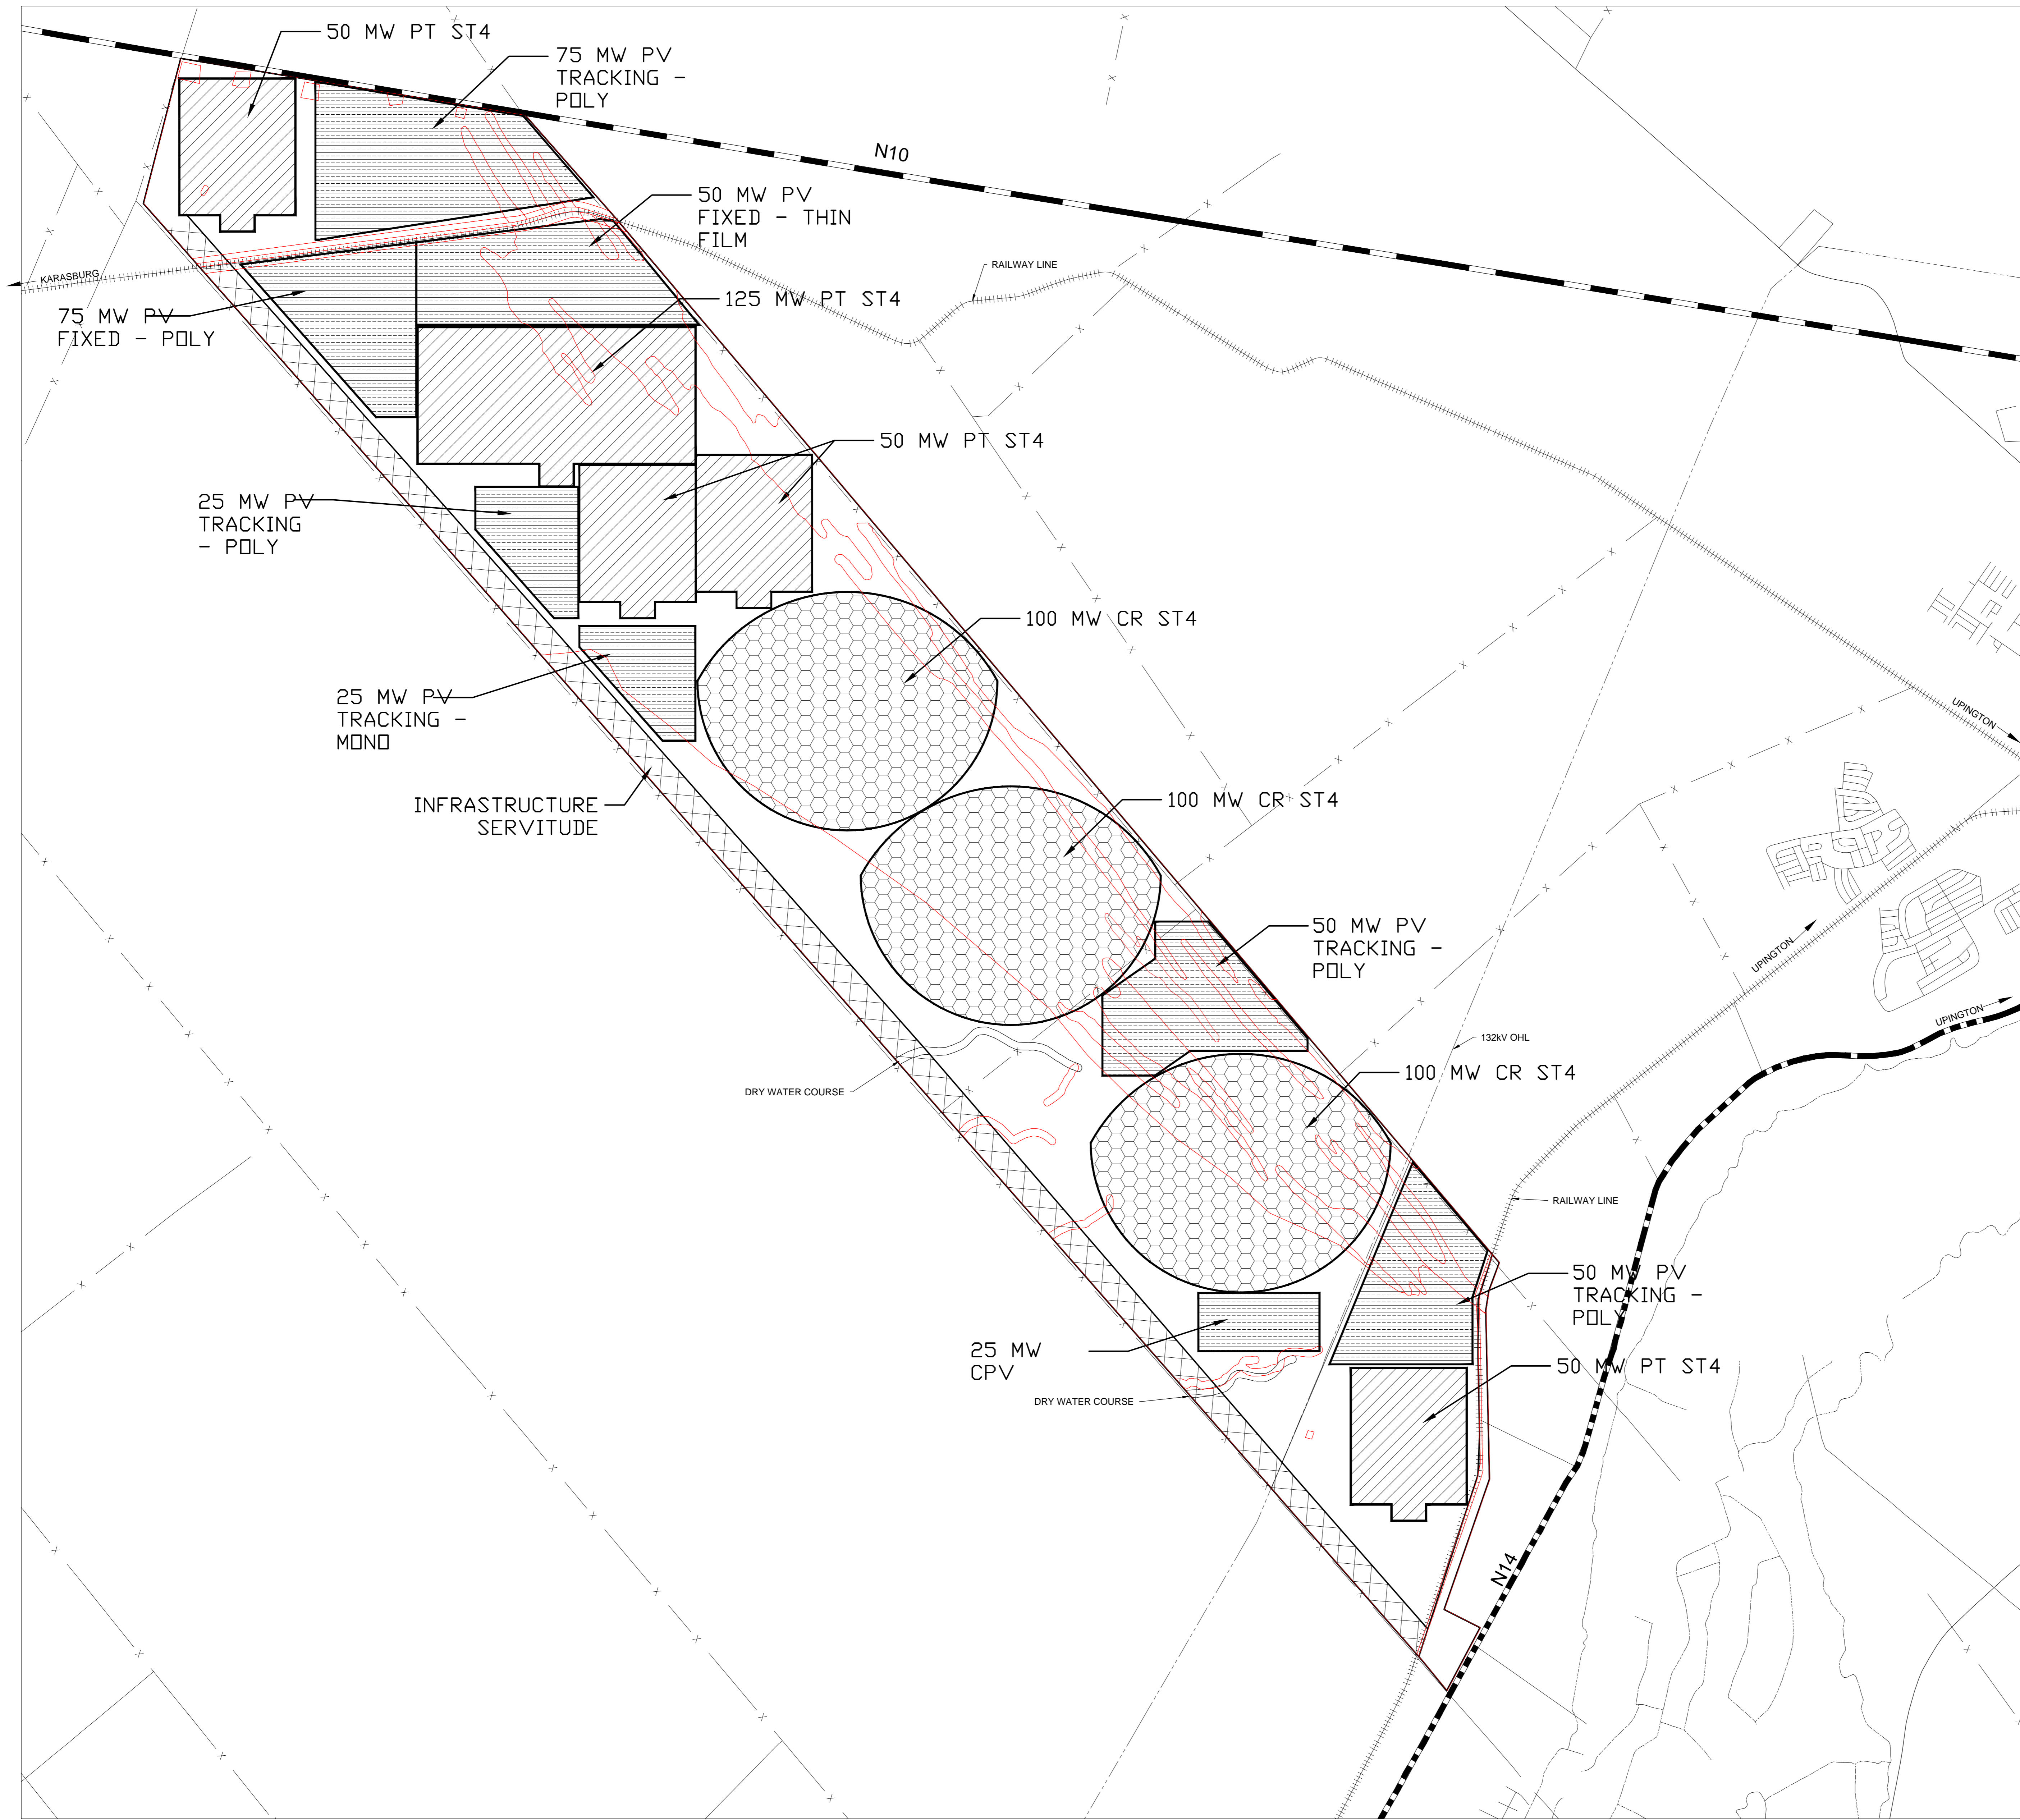 50 MW PT ST4
75 MW PV
TRACKING -
POLY
N10
50 MW PV
FIXED - THIN
FILM
RAILWAY LINE
KARASBURG
125 MW PT ST4
75 MW PV
FIXED - POLY
50 MW PT ST4
25 MW PV
TRACKING
- POLY
100 MW CR ST4
25 MW PV
TRACKING -
MONO
UPINGTON
INFRASTRUCTURE
SERVITUDE
100 MW CR ST4
50 MW PV
TRACKING -
POLY
UPINGTON
UPINGTON
132kV OHL
100 MW CR ST4
DRY WATER COURSE
RAILWAY LINE
50 MW PV
TRACKING -
POLY
25 MW
CPV
50 MW PT ST4
DRY WATER COURSE
N14